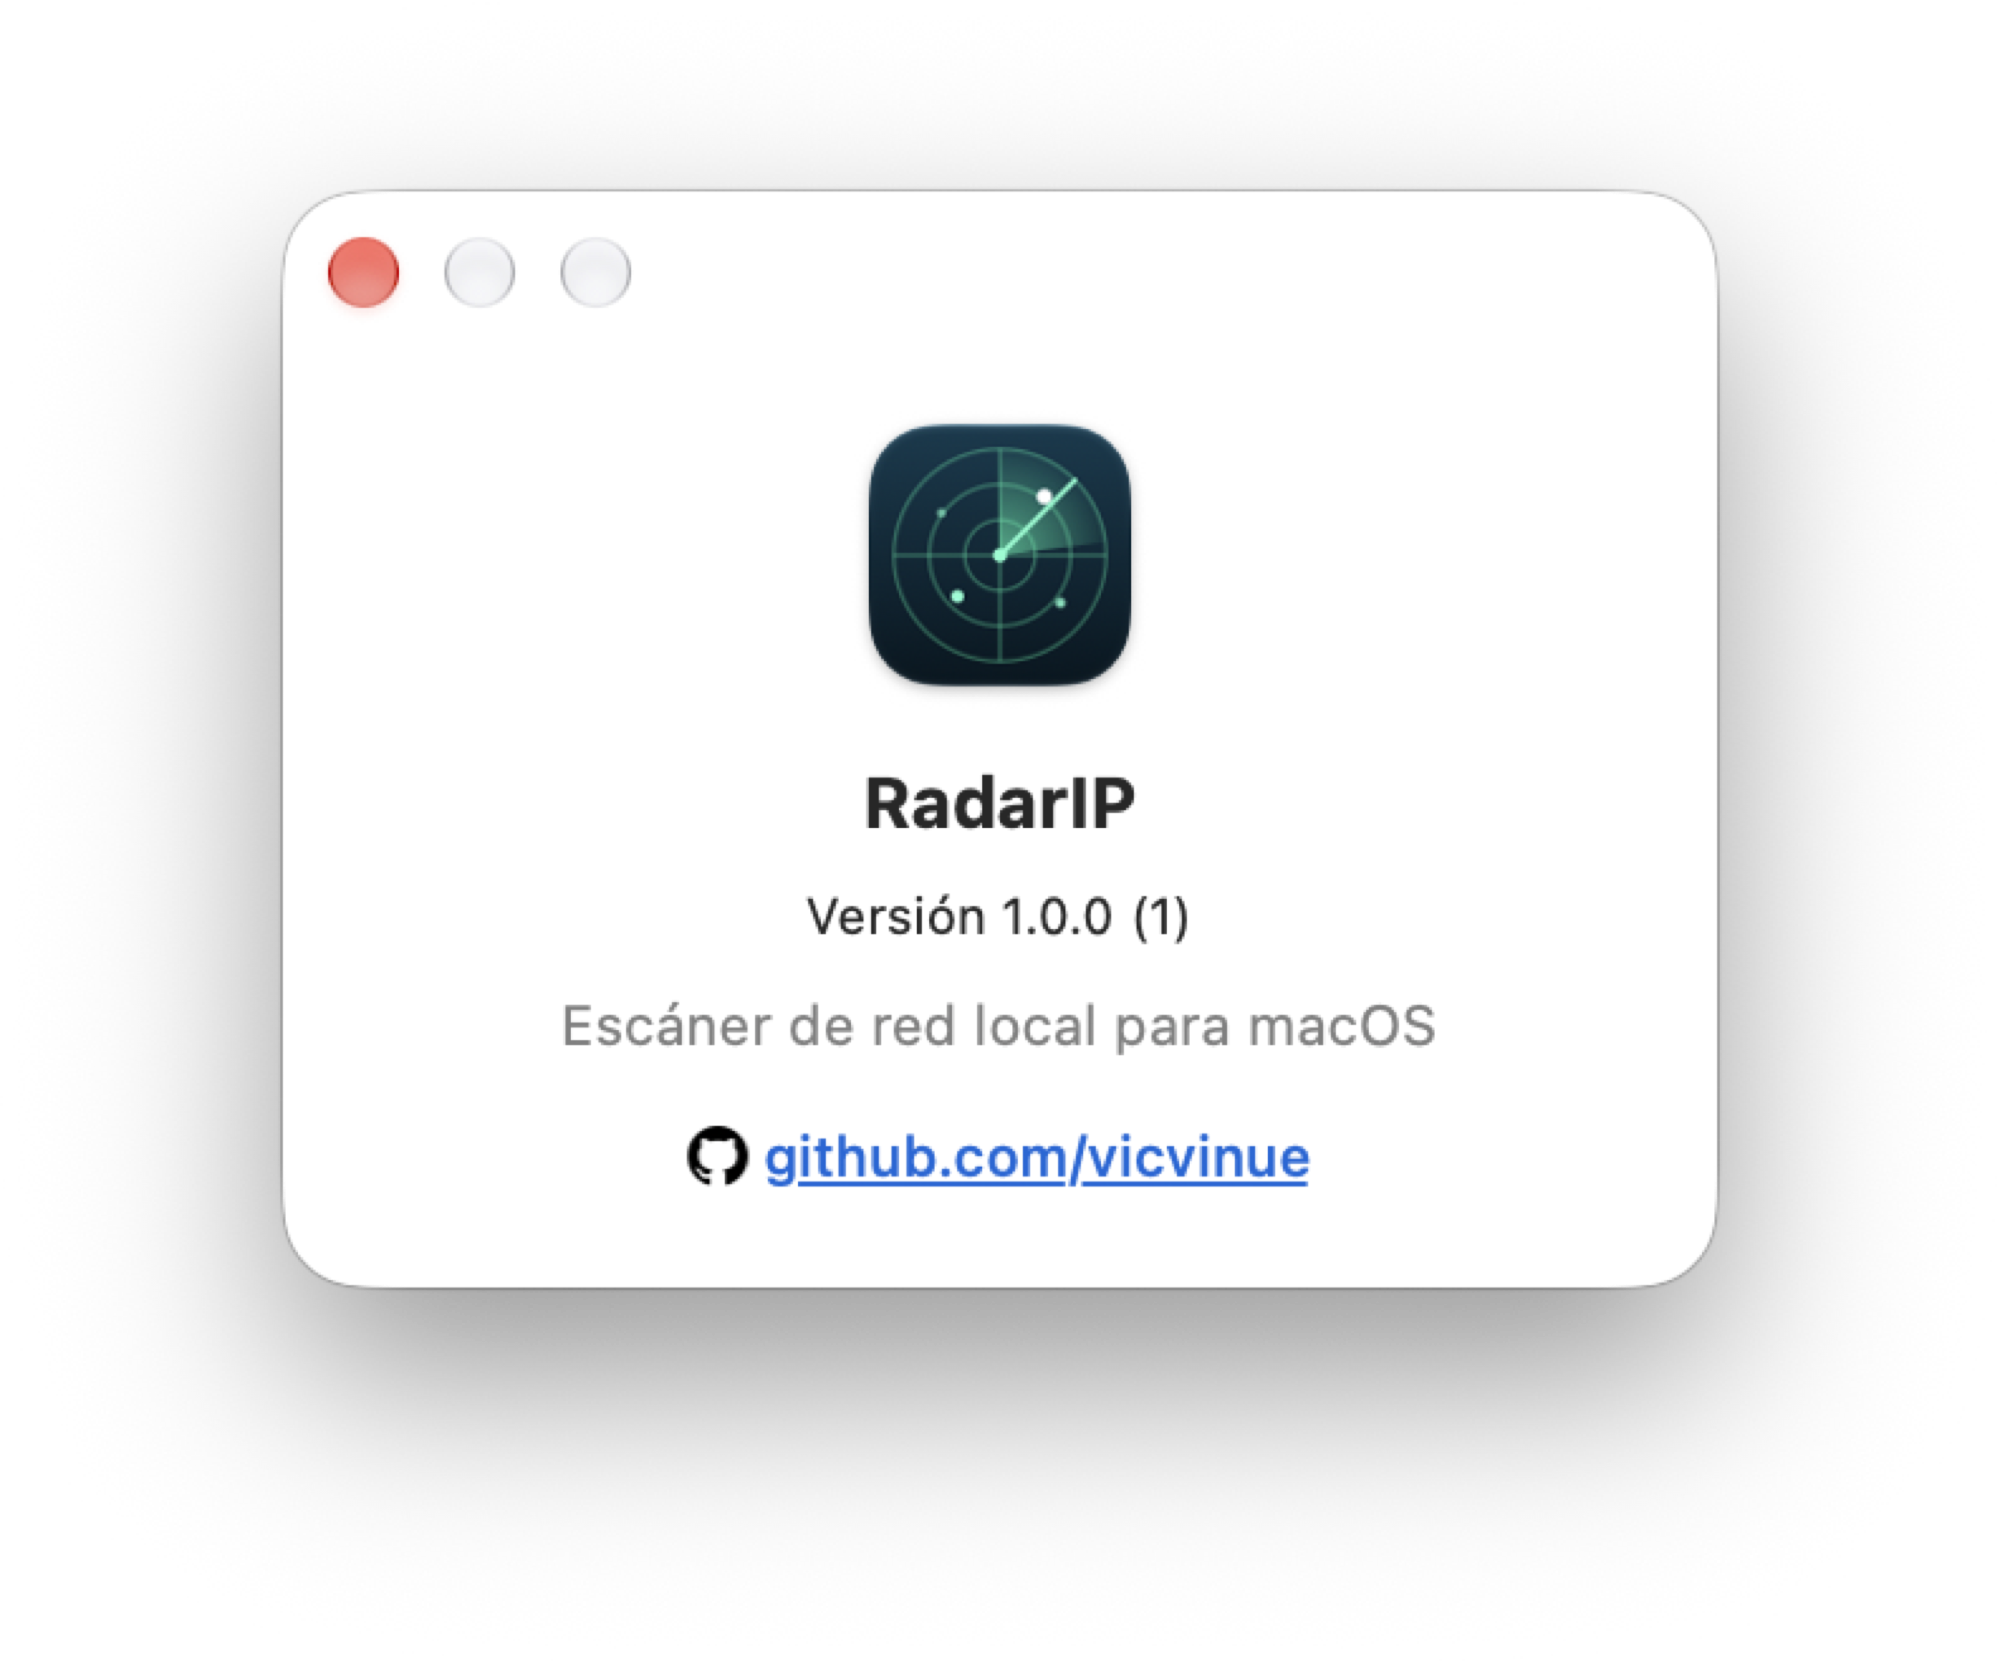 RadarIP
Versión 1.0.0 (1)
Escáner de red local para macOS
github.com/vicvinue